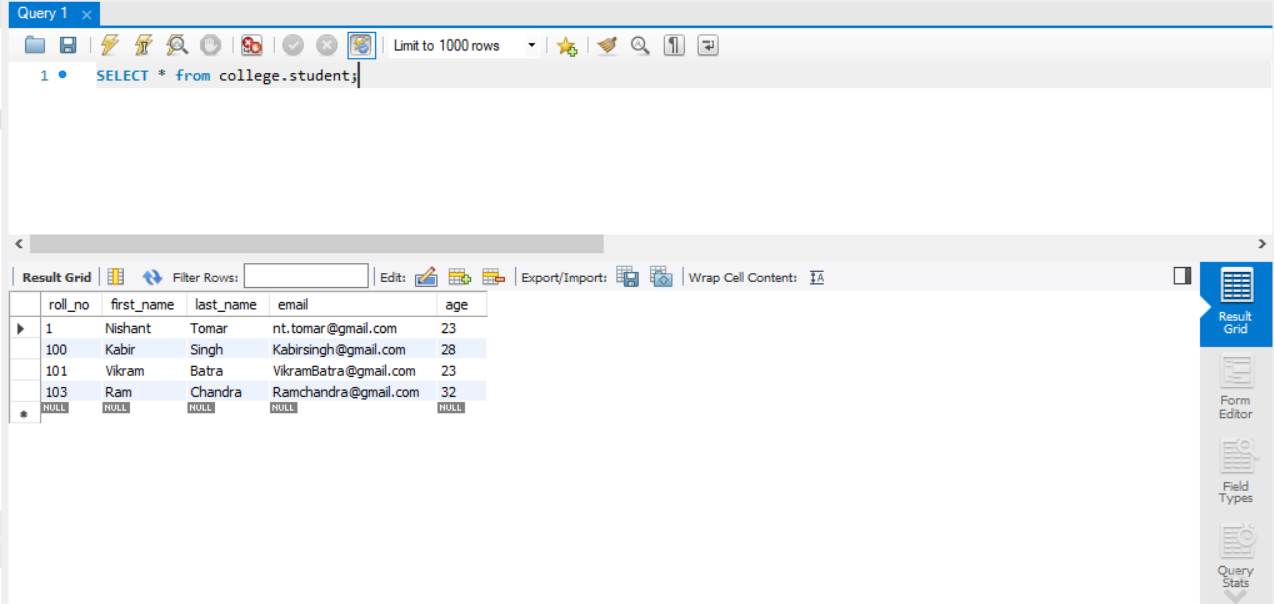 Query 1
Limit to 1000 rows
1 SELECT * from college.student;
Result Grid Filter Rows: Edit: Export/Import: Wrap Cell Content:
roll_no first_name last_name email age
1 Nishant Tomar nt.tomar@gmail.com 23
100 Kabir Singh Kabirsingh@gmail.com 28
101 Vikram Batra VikramBatra@gmail.com 23
103 Ram Chandra Ramchandra@gmail.com 32
NULL NULL NULL NULL NULL
Result
Grid
Form
Editor
Field
Types
Query
Stats